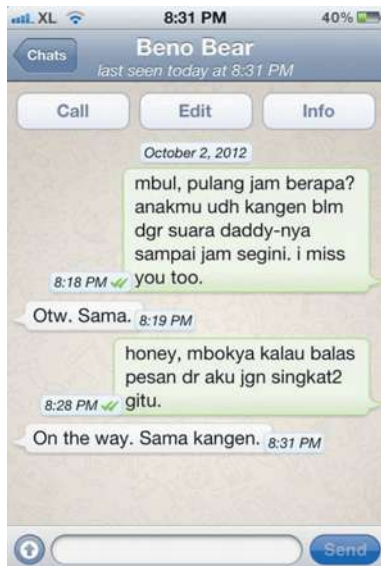 XL 8:31 PM 40%
Chats Beno Bear
last seen today at 8:31 PM
Call Edit Info
October 2, 2012
mbul, pulang jam berapa?
anakmu udh kangen blm
dgr suara daddy-nya
sampai jam segini. i miss
8:18 PM you too.
Otw. Sama. 8:19 PM
honey, mbokya kalau balas
pesan dr aku jgn singkat2
8:28 PM gitu.
On the way. Sama kangen. 8:31 PM
Send